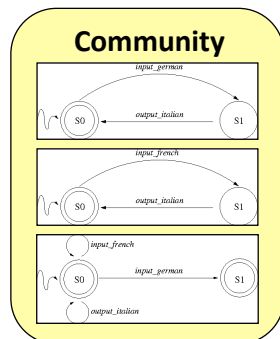 Community
input_german
S0
output_italian
S1
input_french
S0
output_italian
S1
input_french
S0
input_german
S1
output_italian